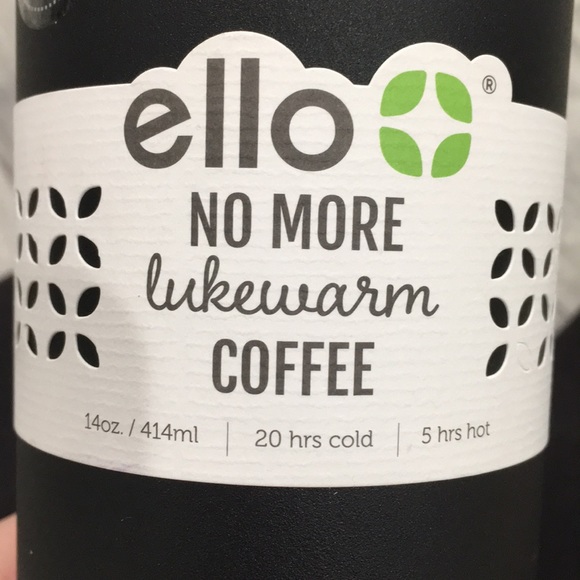 ello ®
NO MORE
lukewarm
COFFEE
14oz. / 414ml | 20 hrs cold | 5 hrs hot